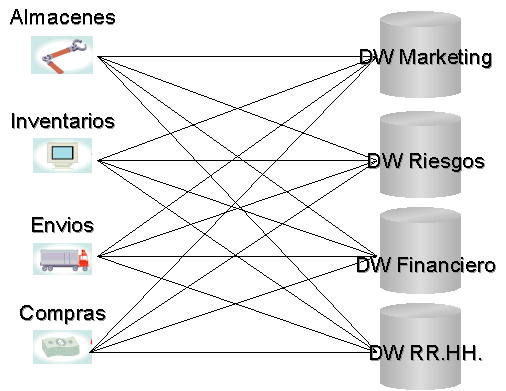 Almacenes
DW Marketing
Inventarios
DW Riesgos
Envios
DW Financiero
Compras
DW RR.HH.